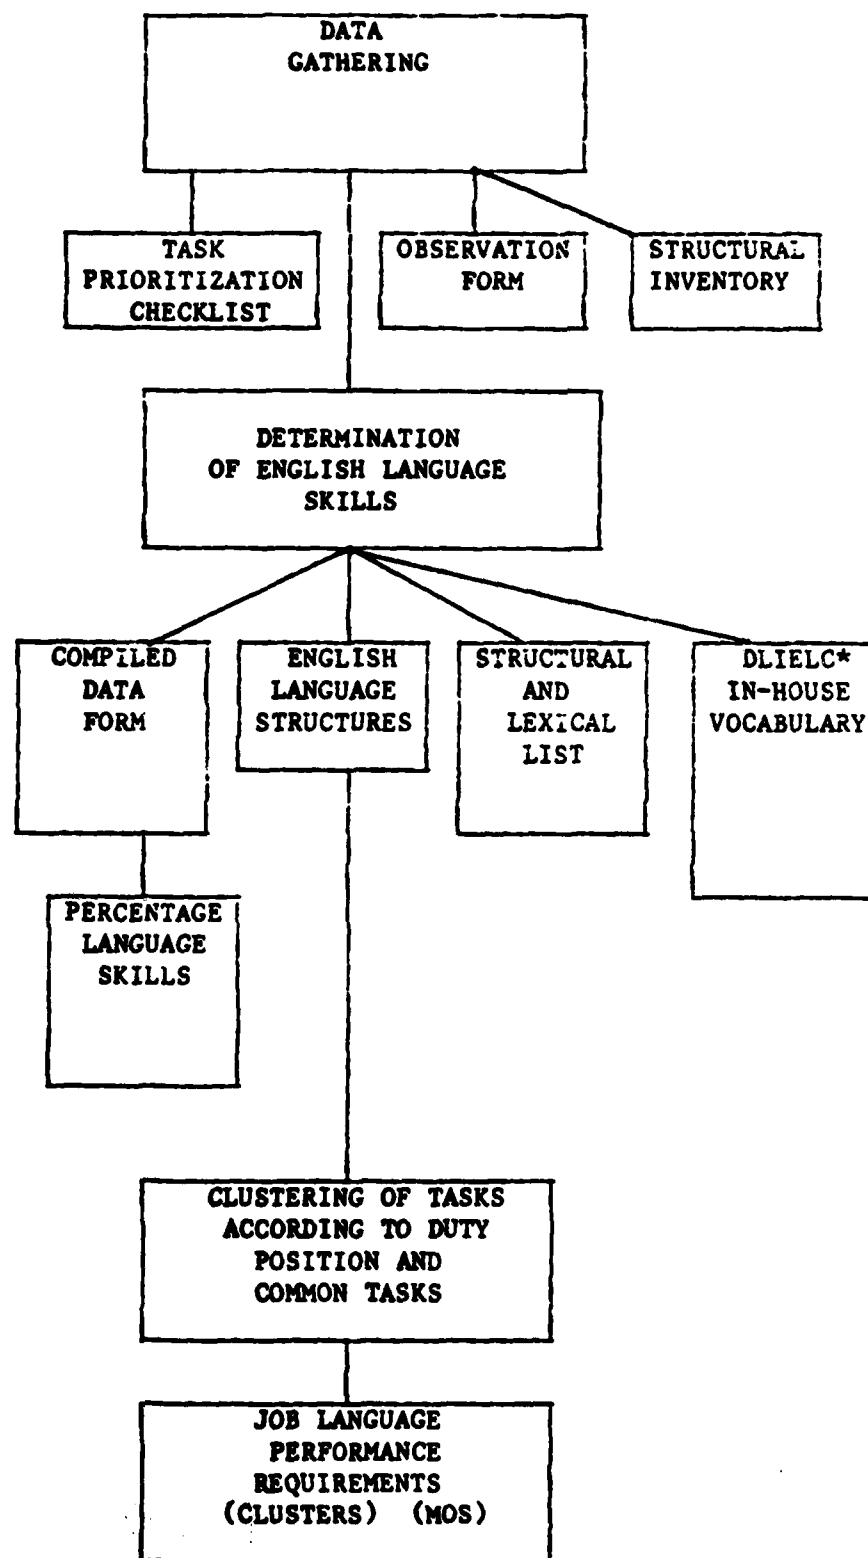 DATA
GATHERING
TASK
PRIORITIZATION
CHECKLIST
OBSERVATION
FORM
STRUCTURAL
INVENTORY
DETERMINATION
OF ENGLISH LANGUAGE
SKILLS
COMPILED
DATA
FORM
ENGLISH
LANGUAGE
STRUCTURES
STRUCTURAL
AND
LEXICAL
LIST
DLIELC*
IN-HOUSE
VOCABULARY
PERCENTAGE
LANGUAGE
SKILLS
CLUSTERING OF TASKS
ACCORDING TO DUTY
POSITION AND
COMMON TASKS
JOB LANGUAGE
PERFORMANCE
REQUIREMENTS
(CLUSTERS) (MOS)